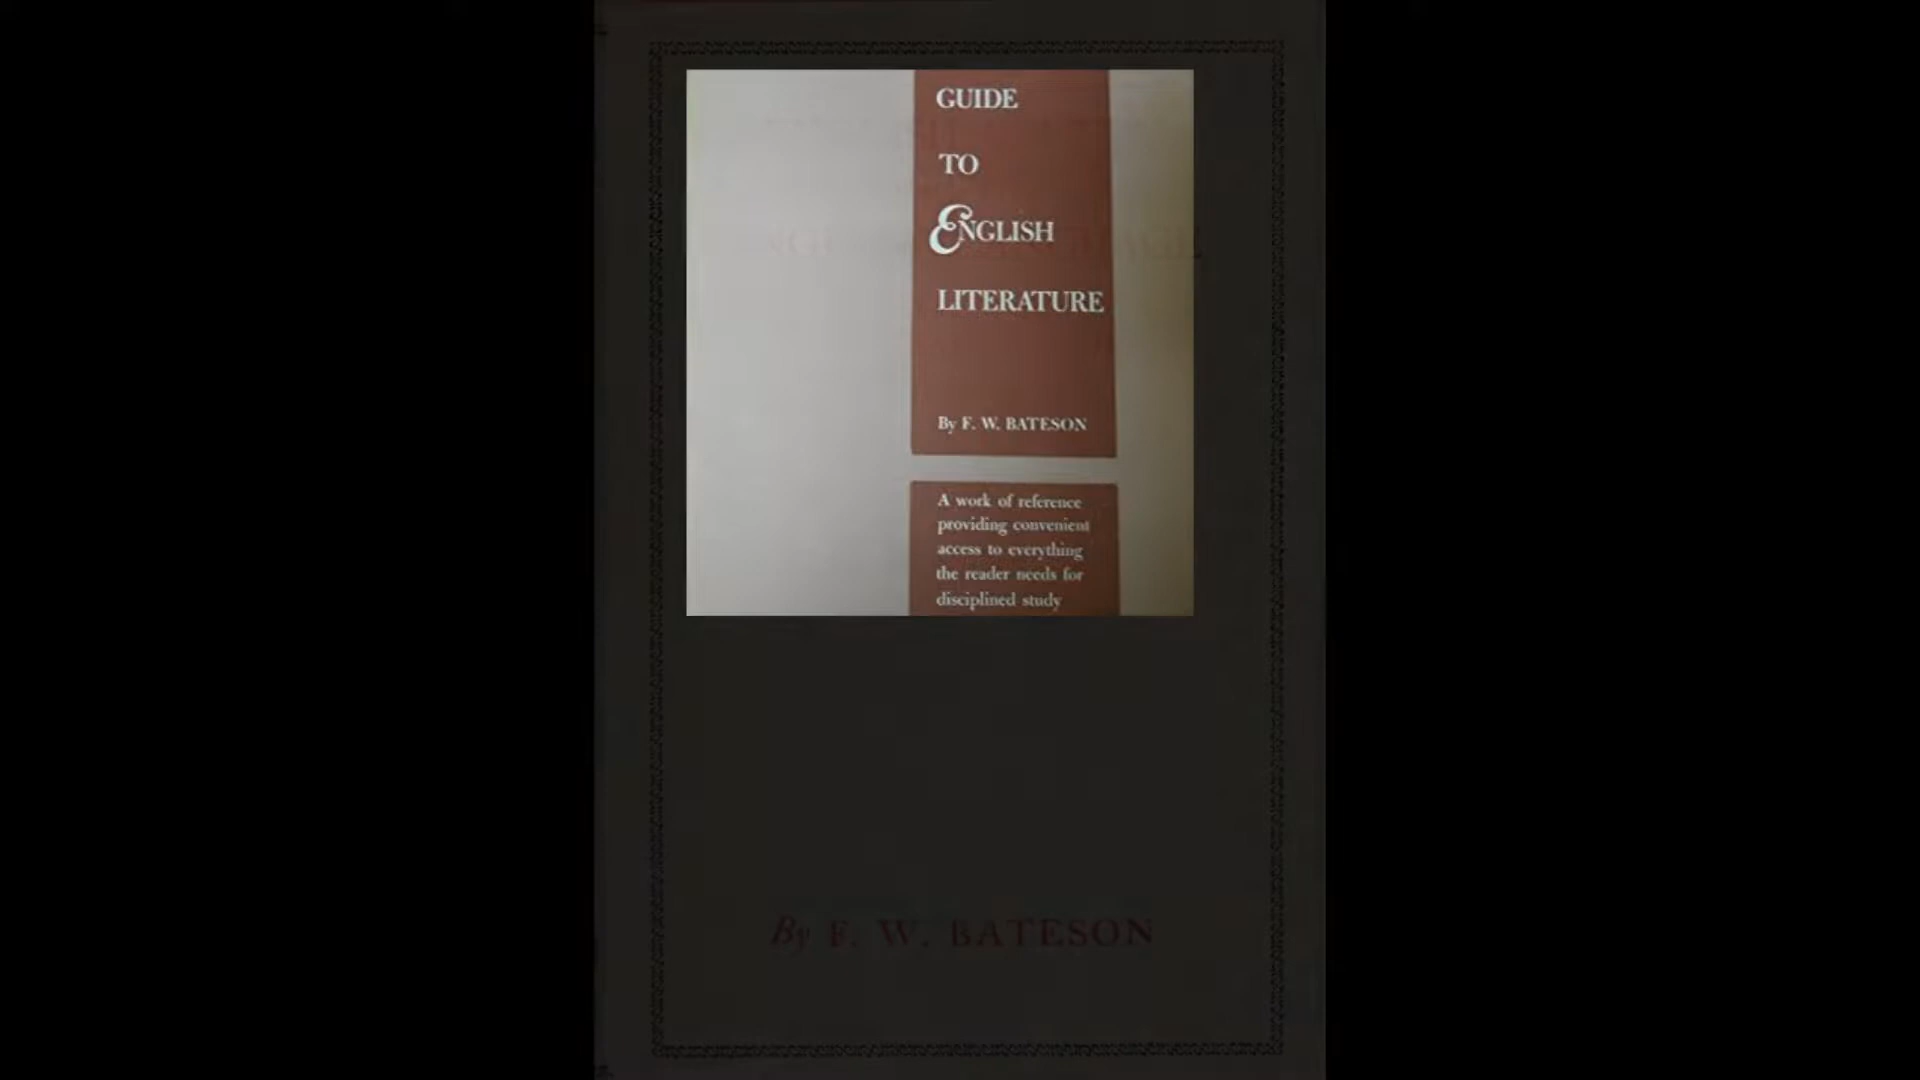 GUIDE
TO
ENGLISH
LITERATURE
By F. W. BATESON
A work of reference
providing convenient
access to everything
the reader needs for
disciplined study
By F. W. BATESON